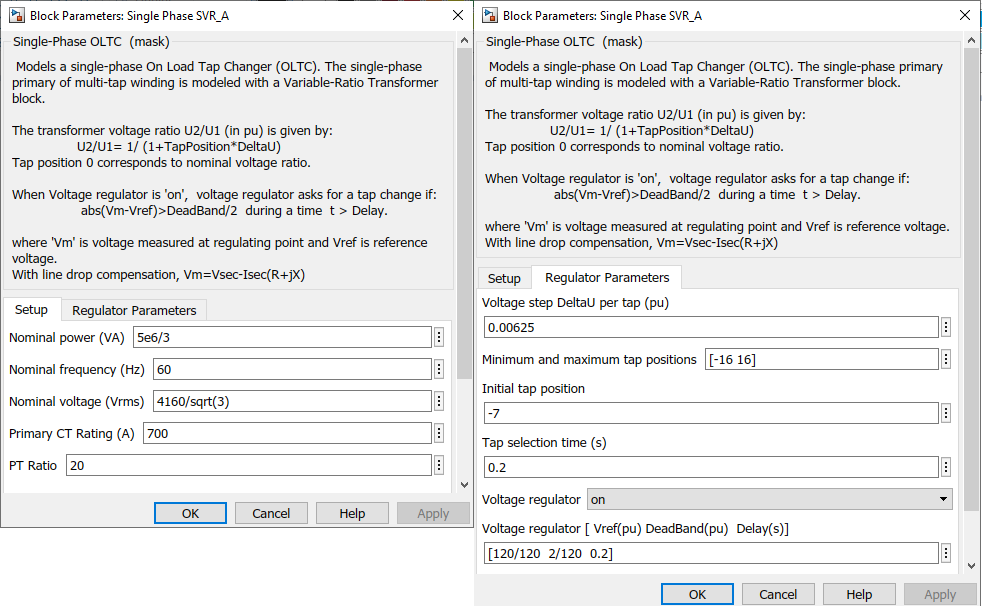 Block Parameters: Single Phase SVR_A
Single-Phase OLTC (mask)
Models a single-phase On Load Tap Changer (OLTC). The single-phase
primary of multi-tap winding is modeled with a Variable-Ratio Transformer
block.
The transformer voltage ratio U2/U1 (in pu) is given by:
U2/U1= 1/ (1+TapPosition*DeltaU)
Tap position 0 corresponds to nominal voltage ratio.
When Voltage regulator is 'on', voltage regulator asks for a tap change if:
abs(Vm-Vref)>DeadBand/2 during a time t > Delay.
where 'Vm' is voltage measured at regulating point and Vref is reference
voltage.
With line drop compensation, Vm=Vsec-Isec(R+jX)
Setup Regulator Parameters
Nominal power (VA) 5e6/3
Nominal frequency (Hz) 60
Nominal voltage (Vrms) 4160/sqrt(3)
Primary CT Rating (A) 700
PT Ratio 20
OK Cancel Help Apply
Block Parameters: Single Phase SVR_A
Single-Phase OLTC (mask)
Models a single-phase On Load Tap Changer (OLTC). The single-phase primary
of multi-tap winding is modeled with a Variable-Ratio Transformer block.
The transformer voltage ratio U2/U1 (in pu) is given by:
U2/U1= 1/ (1+TapPosition*DeltaU)
Tap position 0 corresponds to nominal voltage ratio.
When Voltage regulator is 'on', voltage regulator asks for a tap change if:
abs(Vm-Vref)>DeadBand/2 during a time t > Delay.
where 'Vm' is voltage measured at regulating point and Vref is reference voltage.
With line drop compensation, Vm=Vsec-Isec(R+jX)
Setup Regulator Parameters
Voltage step DeltaU per tap (pu)
0.00625
Minimum and maximum tap positions [-16 16]
Initial tap position
-7
Tap selection time (s)
0.2
Voltage regulator on
Voltage regulator [ Vref(pu) DeadBand(pu) Delay(s)]
[120/120 2/120 0.2]
OK Cancel Help Apply